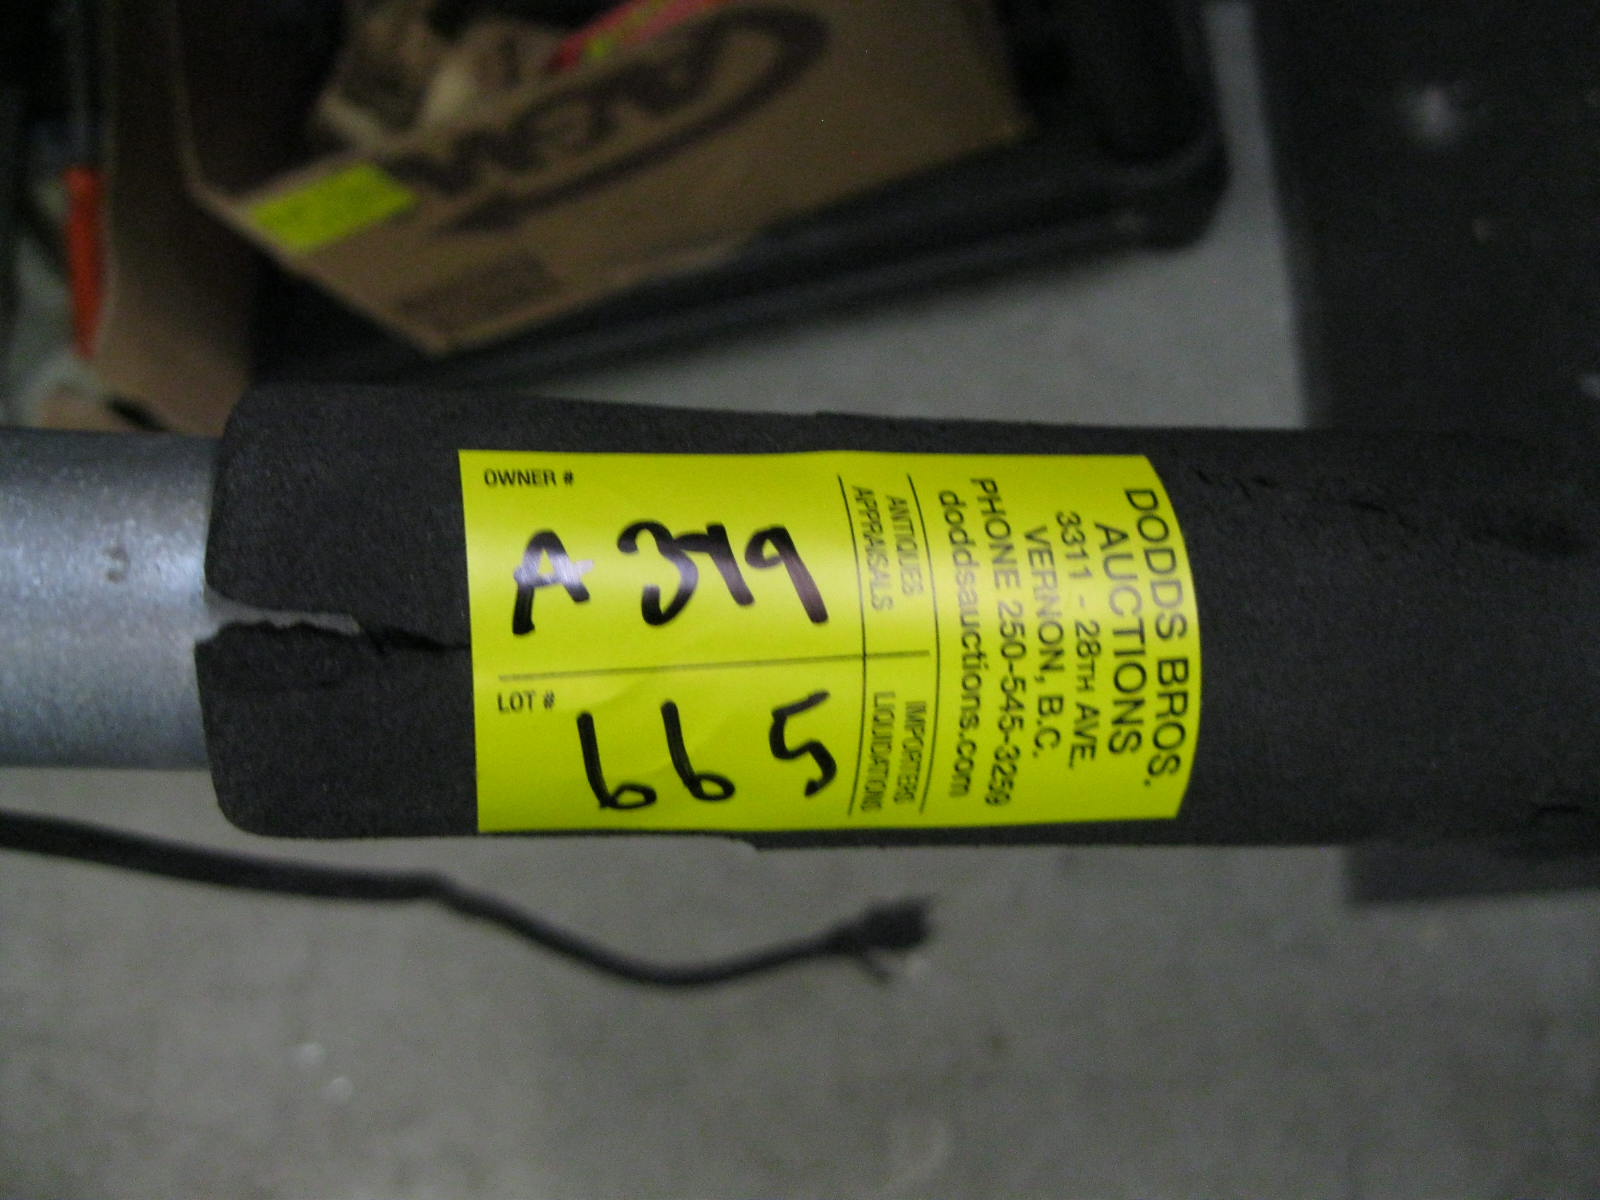 DODDS BROS.
AUCTIONS
3311 - 28TH AVE.
VERNON, B.C.
PHONE 250-545-3259
doddsauctions.com
ANTIQUES
APPRAISALS
IMPORTERS
LIQUIDATIONS
OWNER #
A 379
LOT #
665